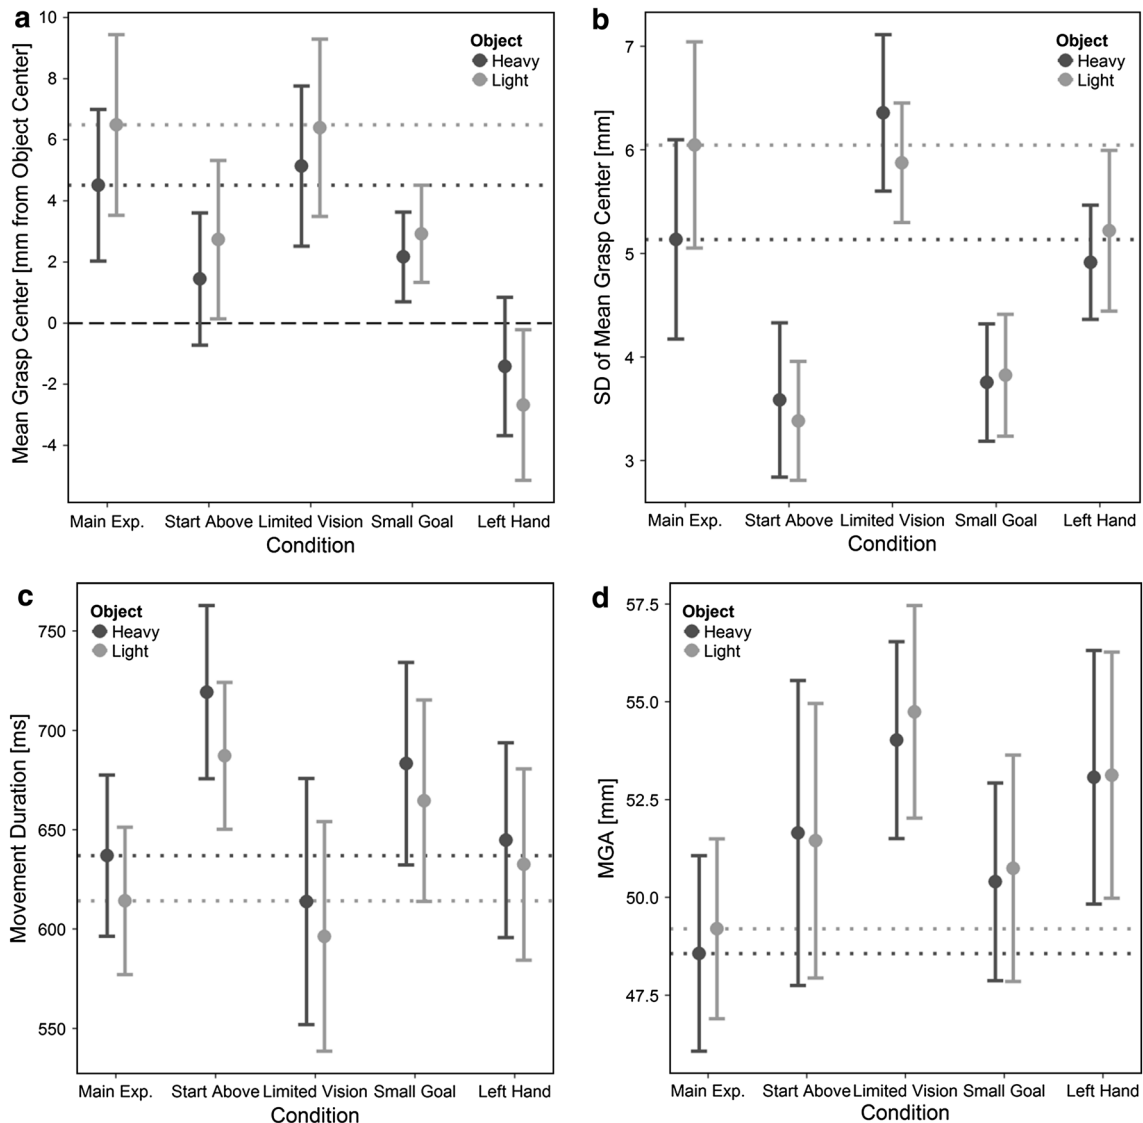 a
Mean Grasp Center [mm from Object Center]
10
8
6
4
2
0
-2
-4
Object
Heavy
Light
Main Exp. Start Above Limited Vision Small Goal Left Hand
Condition
b
SD of Mean Grasp Center [mm]
7
6
5
4
3
Object
Heavy
Light
Main Exp. Start Above Limited Vision Small Goal Left Hand
Condition
c
Movement Duration [ms]
750
700
650
600
550
Object
Heavy
Light
Main Exp. Start Above Limited Vision Small Goal Left Hand
Condition
d
MGA [mm]
57.5
55.0
52.5
50.0
47.5
Object
Heavy
Light
Main Exp. Start Above Limited Vision Small Goal Left Hand
Condition